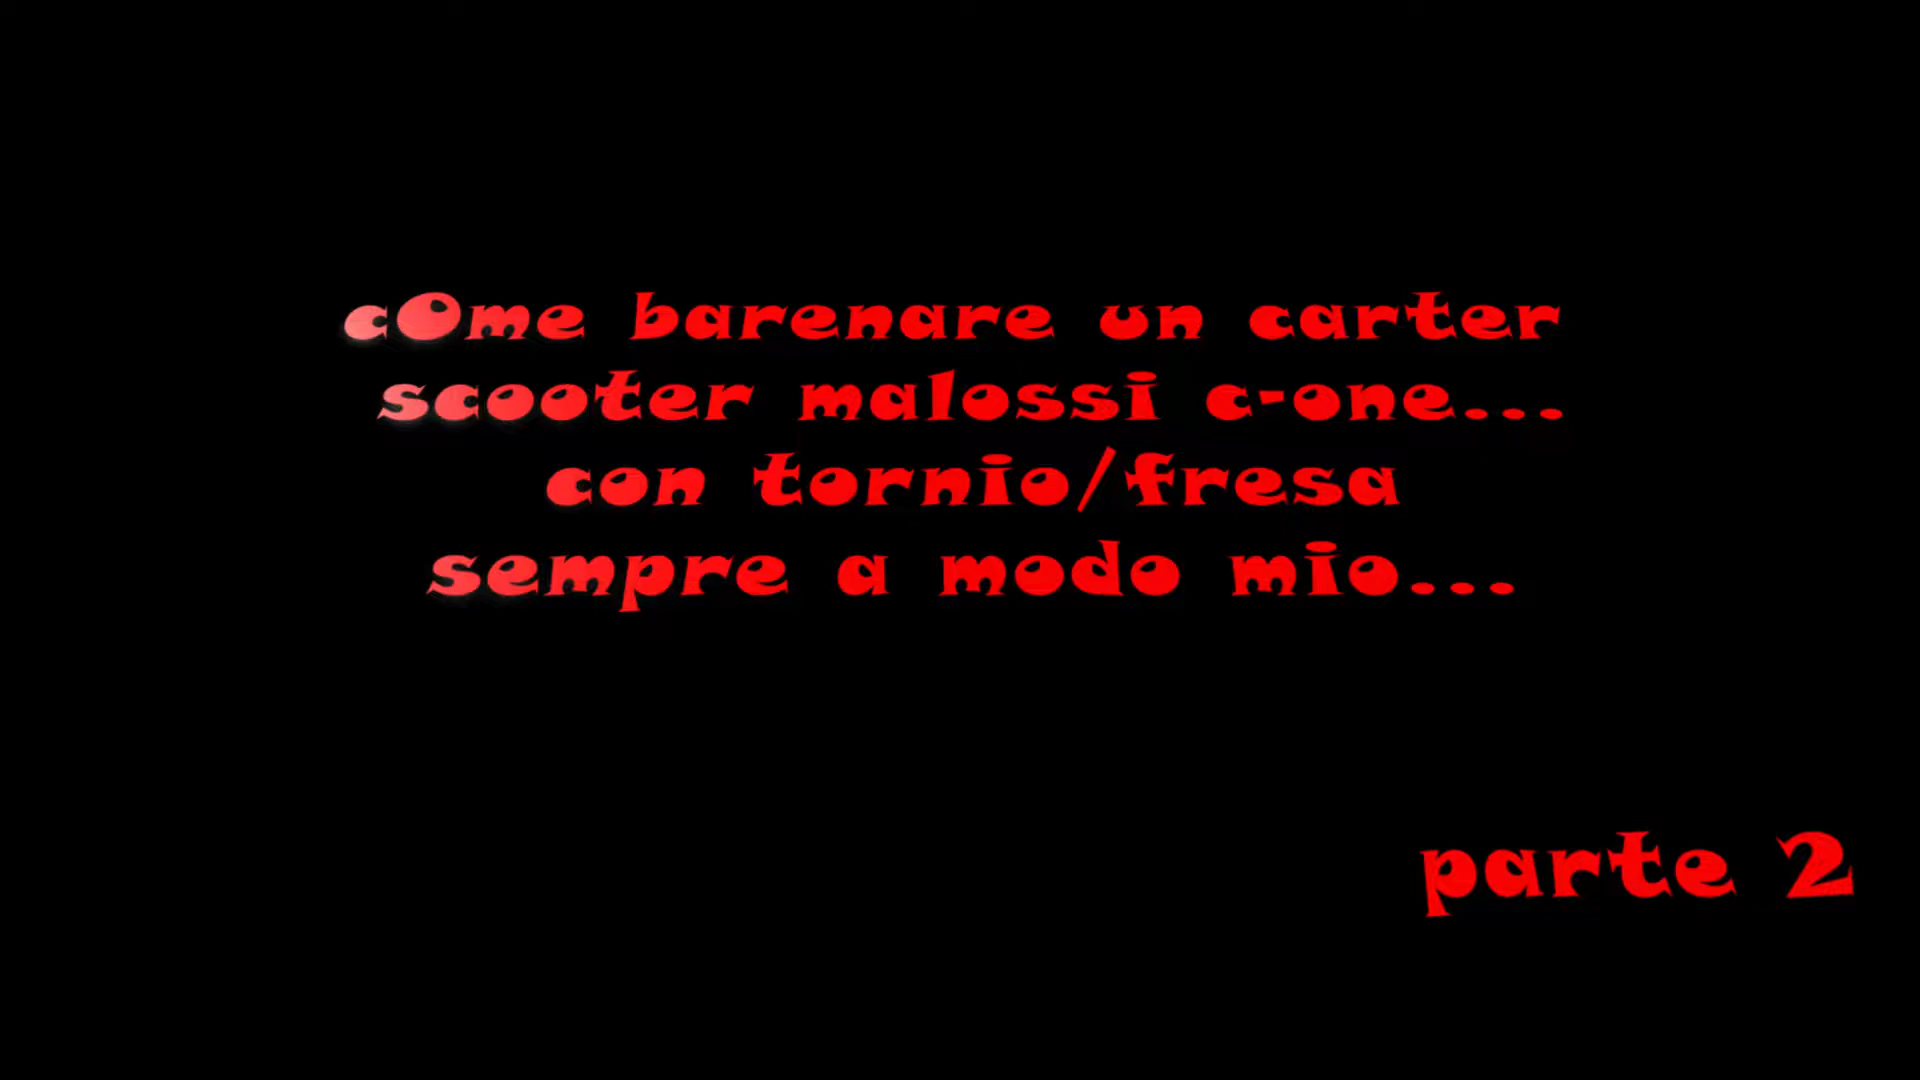 cOme barenare un carter
scooter malossi c-one...
con tornio/fresa
sempre a modo mio...
parte 2